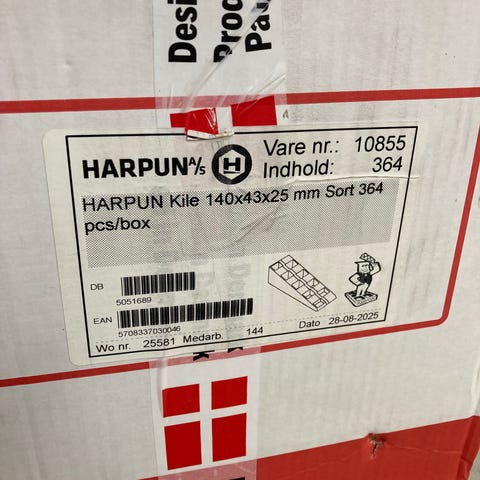 Desi
Proc
Pa
HARPUN A/S H
Vare nr.: 10855
Indhold: 364
HARPUN Kile 140x43x25 mm Sort 364
pcs/box
DB
5051689
EAN
5708337030046
Wo nr. 25581 Medarb. 144 Dato 28-08-2025